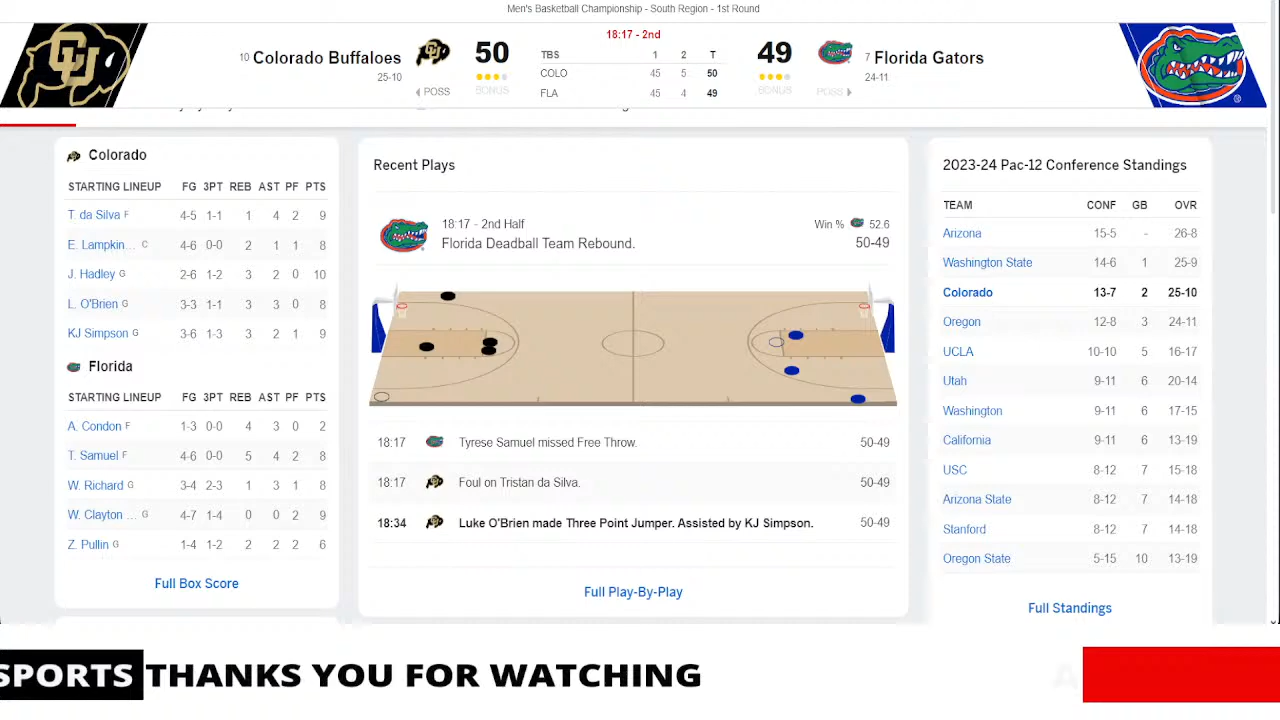 Men's Basketball Championship - South Region - 1st Round
10 Colorado Buffaloes
25-10
50
BONUS
POSS
18:17 - 2nd
TBS 1 2 T
COLO 45 5 50
FLA 45 4 49
49
BONUS
POSS
7 Florida Gators
24-11
Colorado
STARTING LINEUP FG 3PT REB AST PF PTS
T. da Silva F 4-5 1-1 1 4 2 9
E. Lampkin... C 4-6 0-0 2 1 1 8
J. Hadley G 2-6 1-2 3 2 0 10
L. O'Brien G 3-3 1-1 3 3 0 8
KJ Simpson G 3-6 1-3 3 2 1 9
Florida
STARTING LINEUP FG 3PT REB AST PF PTS
A. Condon F 1-3 0-0 4 3 0 2
T. Samuel F 4-6 0-0 5 4 2 8
W. Richard G 3-4 2-3 1 3 1 8
W. Clayton ... G 4-7 1-4 0 0 2 9
Z. Pullin G 1-4 1-2 2 2 2 6
Full Box Score
Recent Plays
18:17 - 2nd Half
Florida Deadball Team Rebound.
Win % 52.6
50-49
18:17 Tyrese Samuel missed Free Throw. 50-49
18:17 Foul on Tristan da Silva. 50-49
18:34 Luke O'Brien made Three Point Jumper. Assisted by KJ Simpson. 50-49
Full Play-By-Play
2023-24 Pac-12 Conference Standings
TEAM CONF GB OVR
Arizona 15-5 - 26-8
Washington State 14-6 1 25-9
Colorado 13-7 2 25-10
Oregon 12-8 3 24-11
UCLA 10-10 5 16-17
Utah 9-11 6 20-14
Washington 9-11 6 17-15
California 9-11 6 13-19
USC 8-12 7 15-18
Arizona State 8-12 7 14-18
Stanford 8-12 7 14-18
Oregon State 5-15 10 13-19
Full Standings
SPORTS THANKS YOU FOR WATCHING